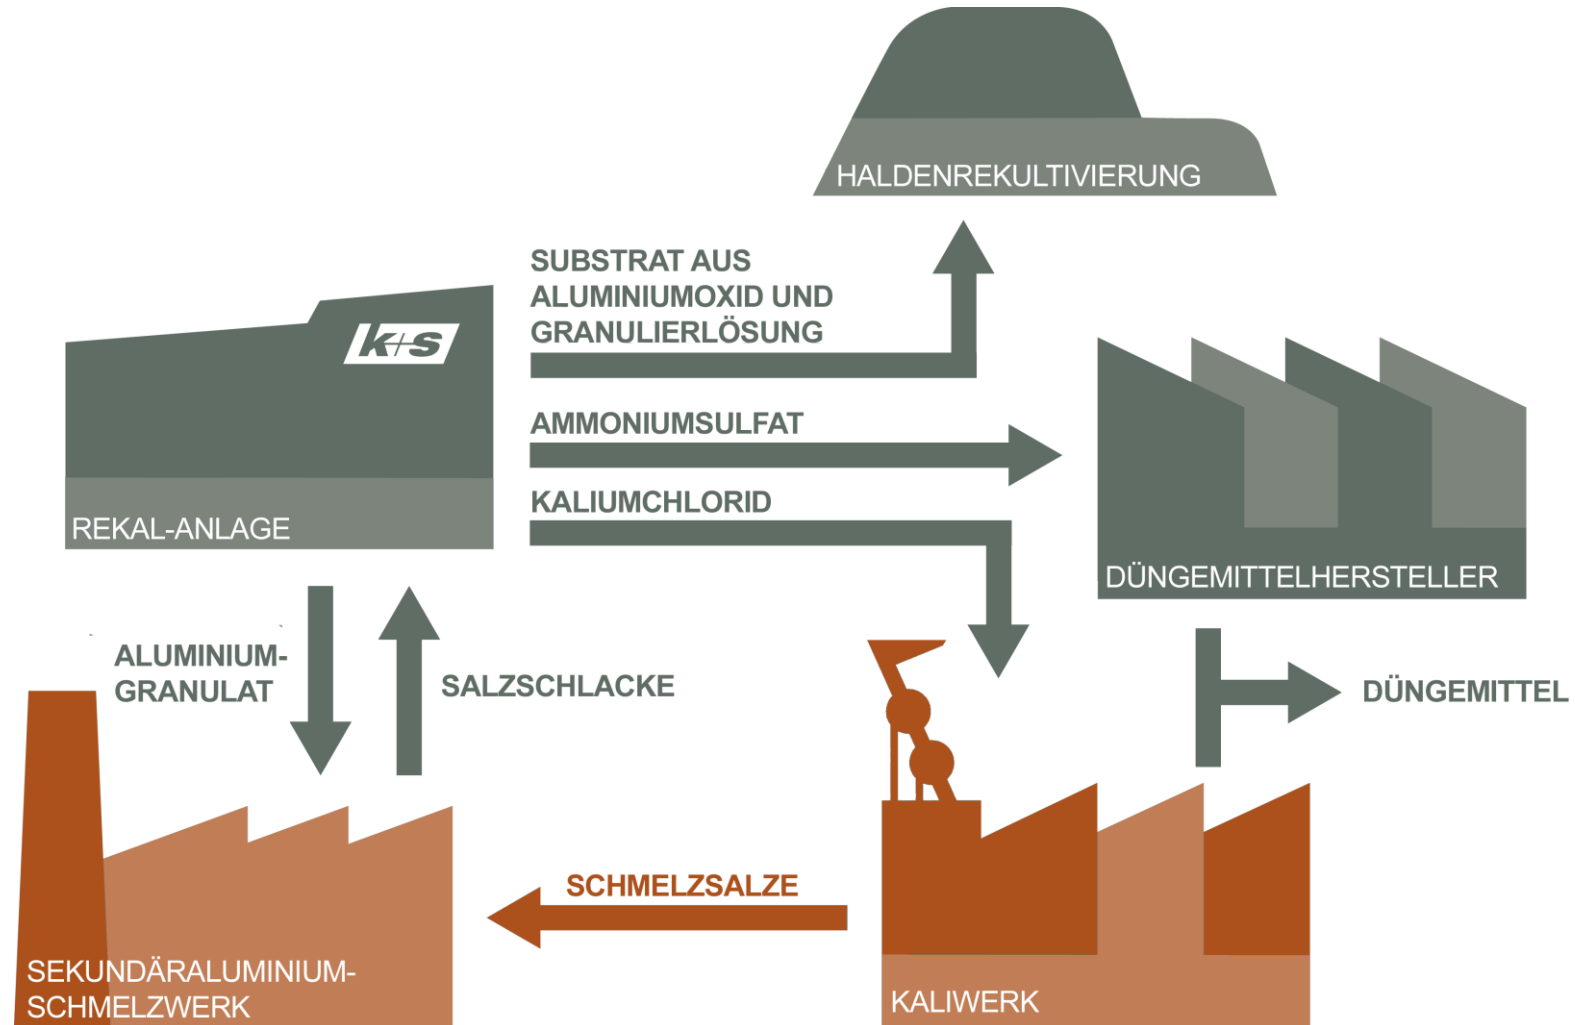 HALDENREKULTIVIERUNG
SUBSTRAT AUS
ALUMINIUMOXID UND
GRANULIERLÖSUNG
k+s
AMMONIUMSULFAT
KALIUMCHLORID
REKAL-ANLAGE
DÜNGEMITTELHERSTELLER
ALUMINIUM-
GRANULAT
SALZSCHLACKE
DÜNGEMITTEL
SCHMELZSALZE
SEKUNDÄRALUMINIUM-
SCHMELZWERK
KALIWERK